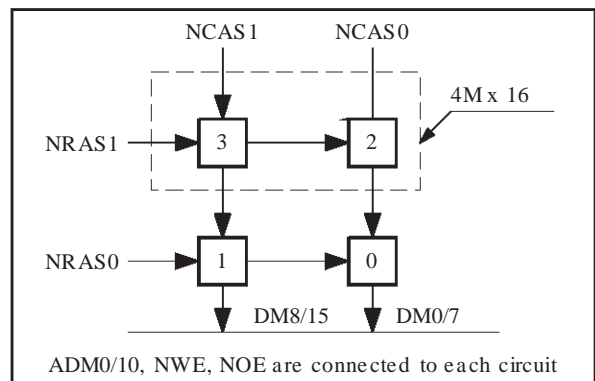 NCAS1 NCAS0
4M x 16
NRAS1 3 2
NRAS0 1 0
DM8/15 DM0/7
ADM0/10, NWE, NOE are connected to each circuit